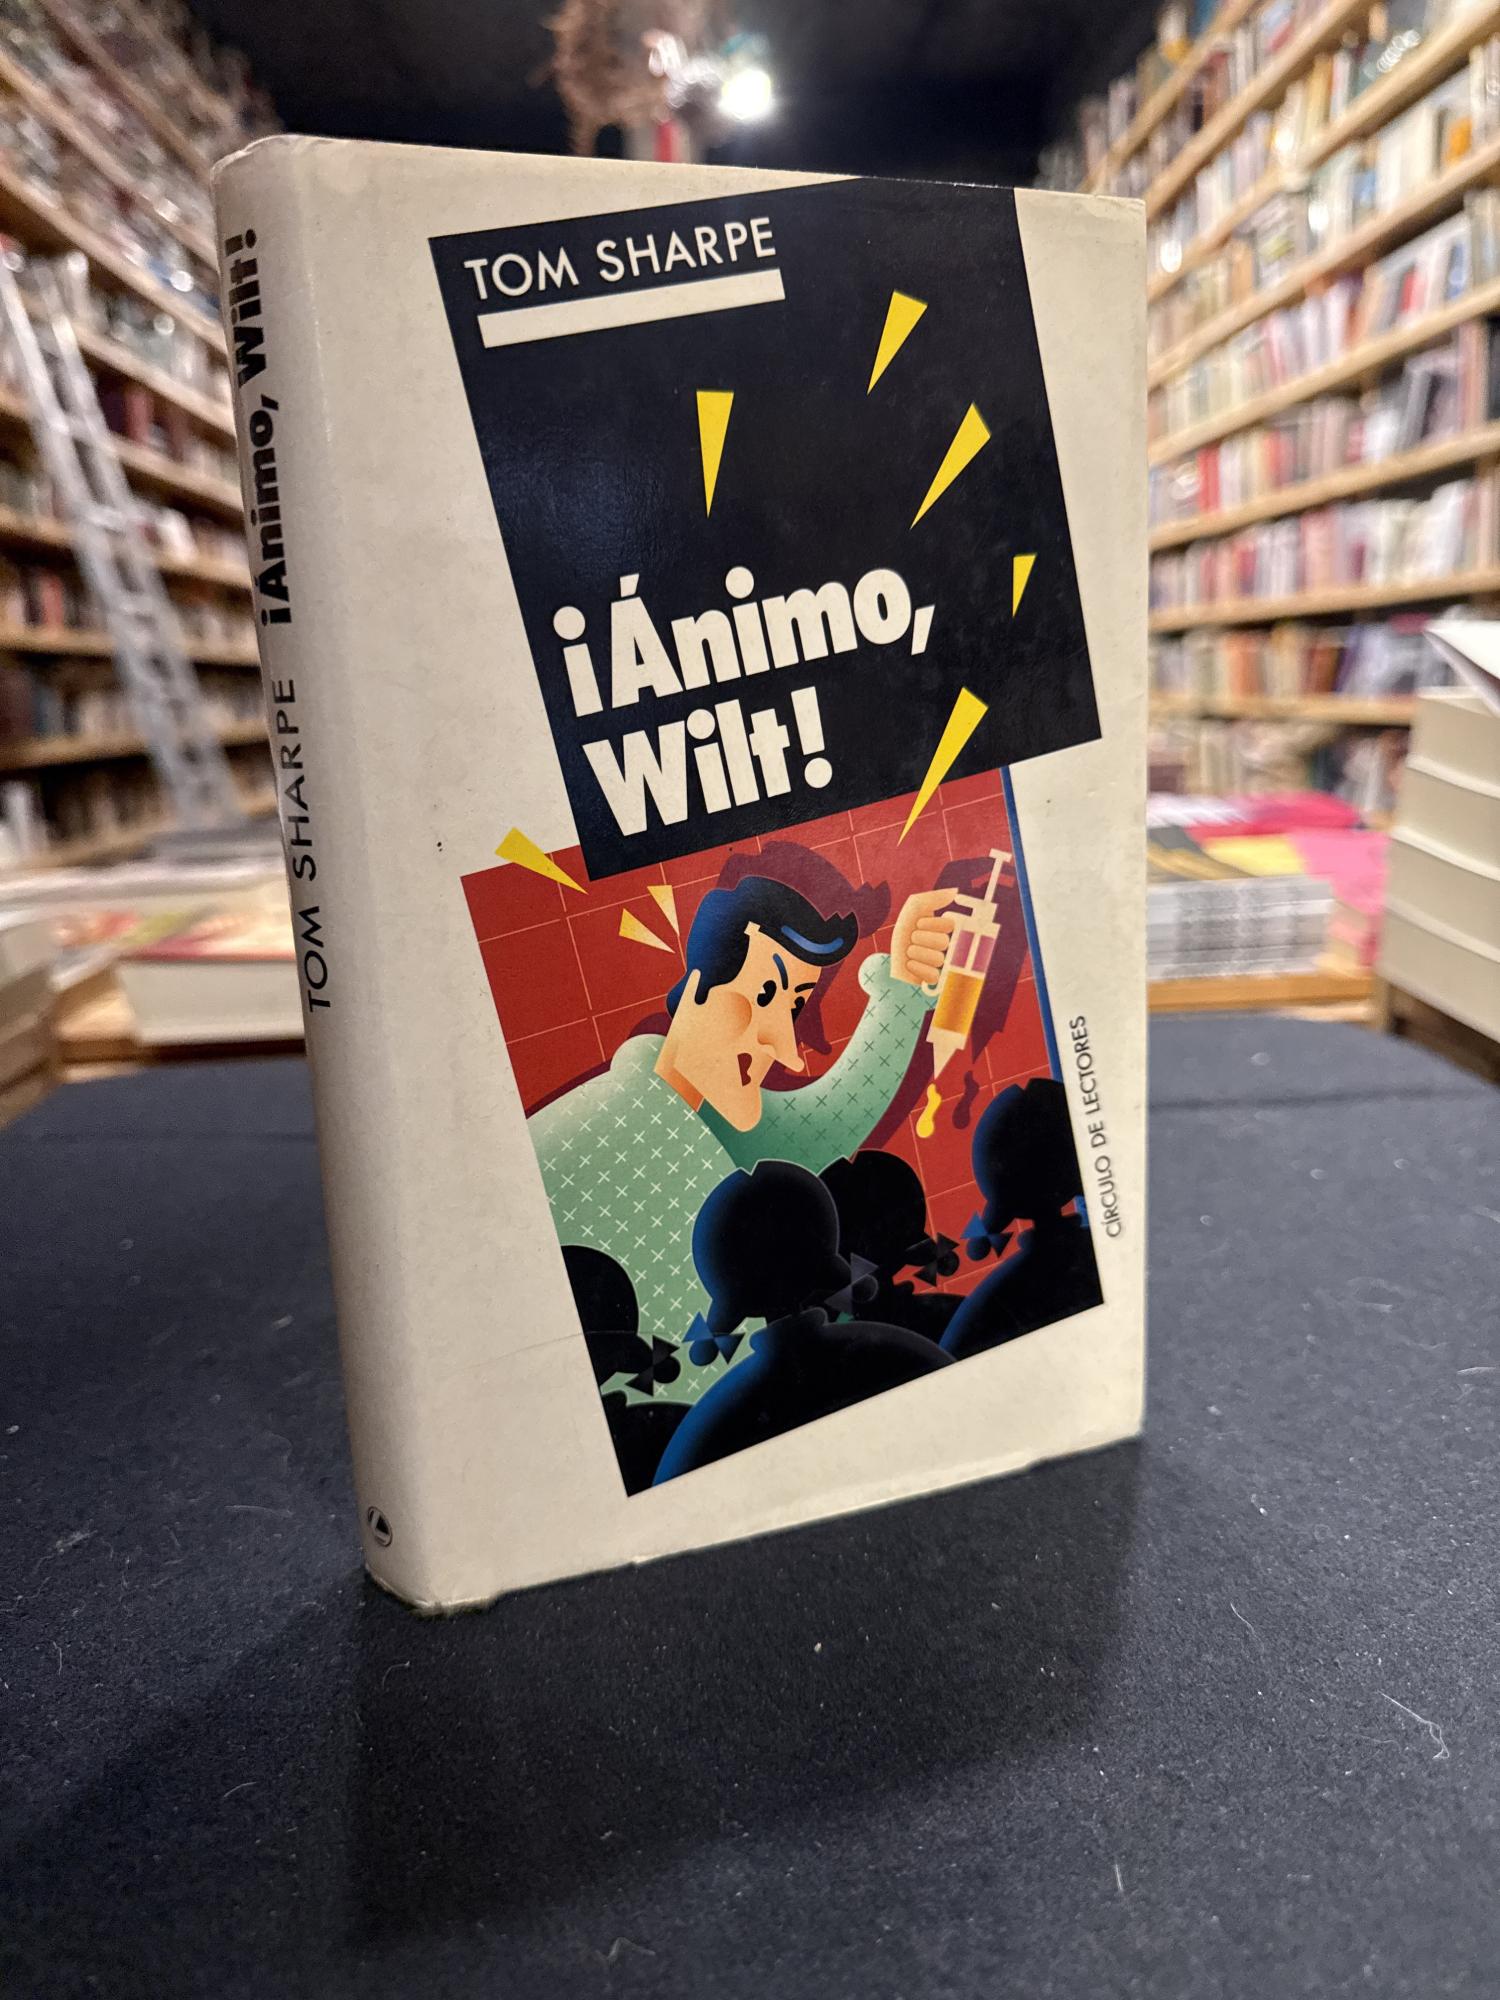 TOM SHARPE
¡Ánimo,
Wilt!
CÍRCULO DE LECTORES
TOM SHARPE ¡Ánimo, Wilt!